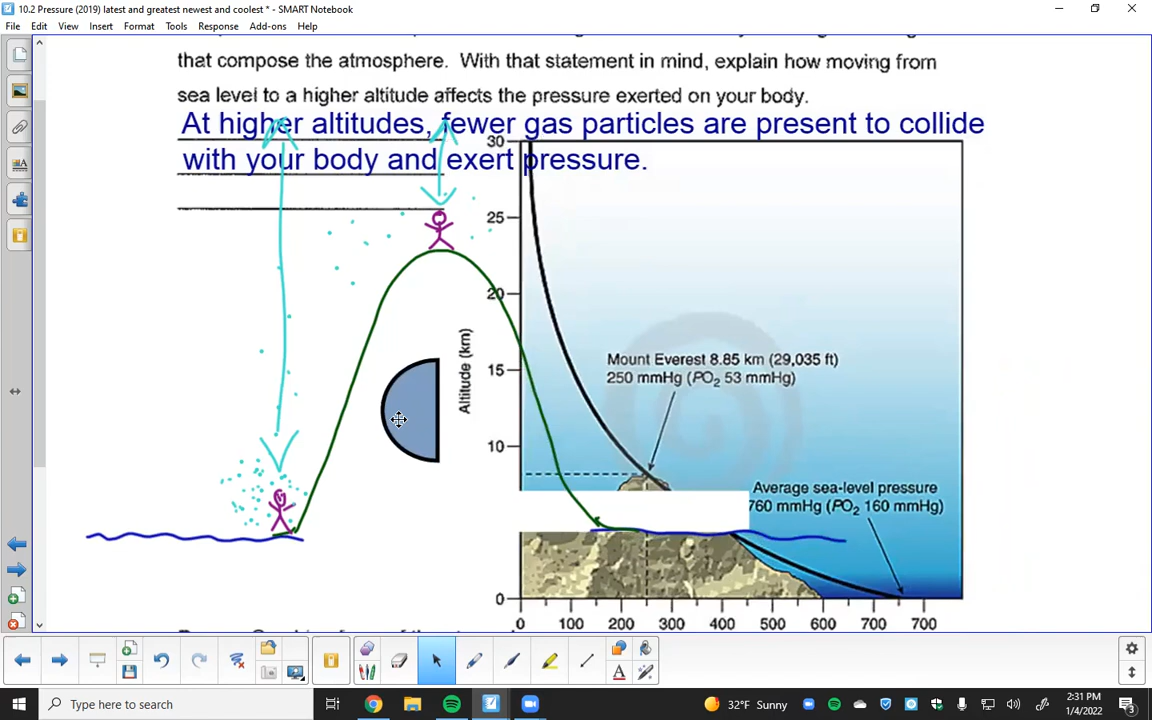 10.2 Pressure (2019) latest and greatest newest and coolest * - SMART Notebook
File Edit View Insert Format Tools Response Add-ons Help
that compose the atmosphere. With that statement in mind, explain how moving from
sea level to a higher altitude affects the pressure exerted on your body.
At higher altitudes, fewer gas particles are present to collide
with your body and exert pressure.
30
25
20
15
10
0
Altitude (km)
Mount Everest 8.85 km (29,035 ft)
250 mmHg (PO2 53 mmHg)
Average sea-level pressure
760 mmHg (PO2 160 mmHg)
0 100 200 300 400 500 600 700 700
Type here to search
32°F Sunny
2:31 PM
1/4/2022
3